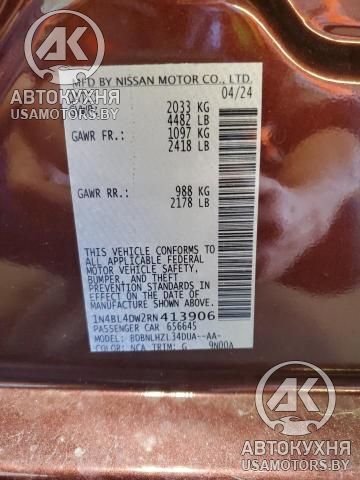 АК
АВТОКУХНЯ
USAMOTORS.BY
MFD BY NISSAN MOTOR CO., LTD.
04/24
2033 KG
4482 LB
GAWR FR: 1097 KG
2418 LB
GAWR RR: 988 KG
2178 LB
THIS VEHICLE CONFORMS
TO ALL APPLICABLE FEDERAL
MOTOR VEHICLE SAFETY,
BUMPER, AND THEFT
PREVENTION STANDARDS
IN EFFECT ON THE DATE OF
MANUFACTURE SHOWN
ABOVE.
1N4BL4DW2RN413906
PASSENGER CAR 656645
MODEL: BDBNLHZL34DUA--AA-
COLOR: NCA TRIM: G 9N00A
АК
АВТОКУХНЯ
USAMOTORS.BY